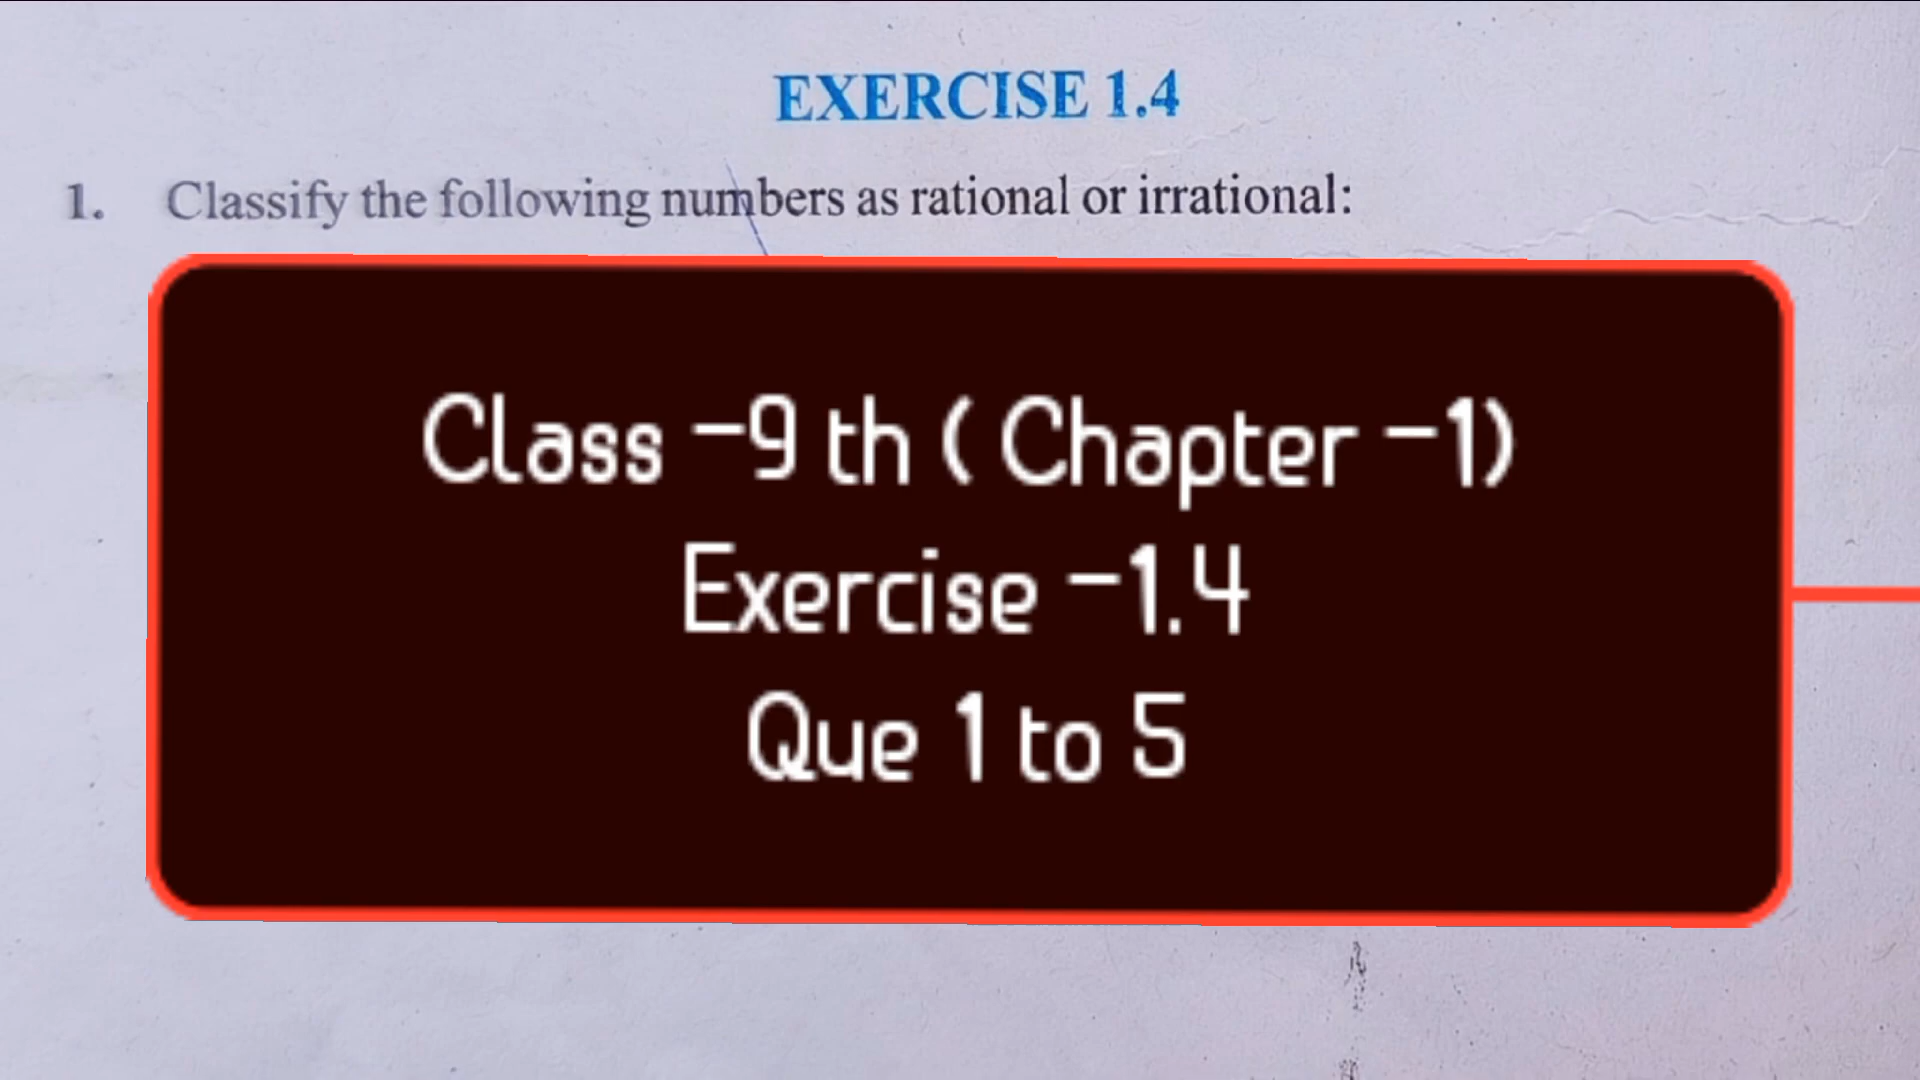 EXERCISE 1.4
1. Classify the following numbers as rational or irrational:
Class -9 th ( Chapter -1)
Exercise -1.4
Que 1 to 5